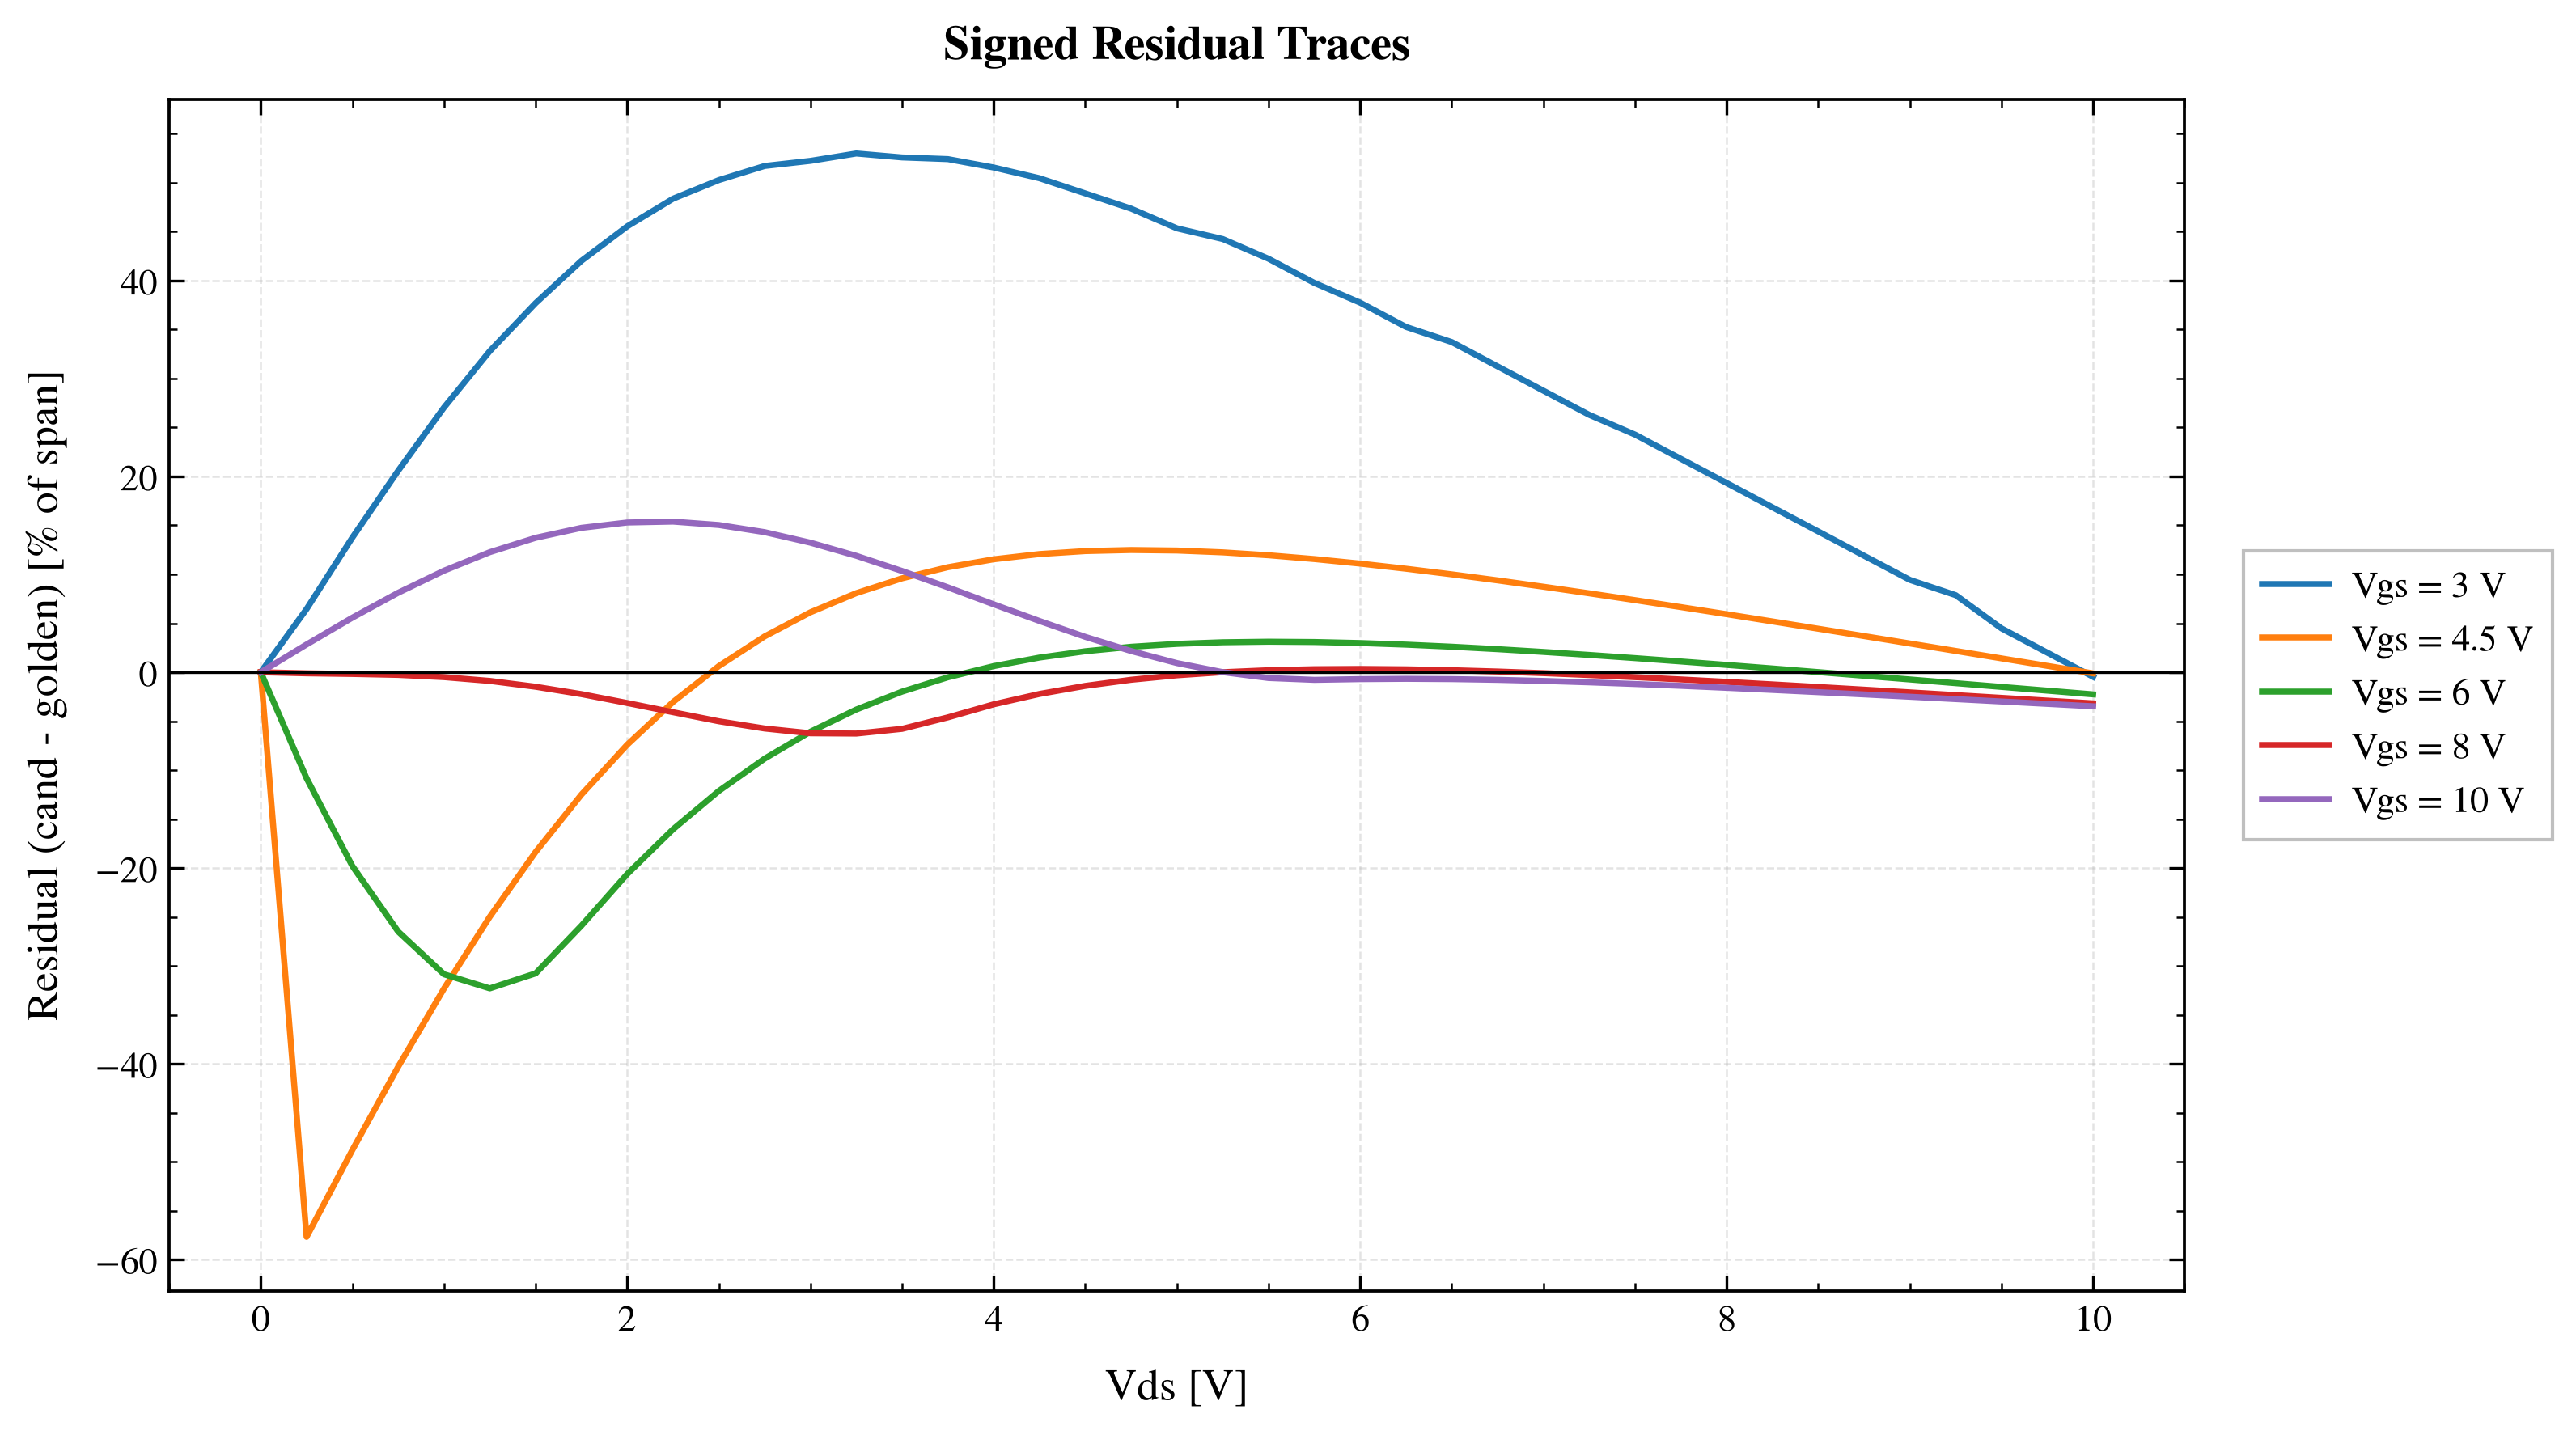 Signed Residual Traces
Residual (cand - golden) [% of span]
40
20
0
−20
−40
−60
0 2 4 6 8 10
Vds [V]
Vgs = 3 V
Vgs = 4.5 V
Vgs = 6 V
Vgs = 8 V
Vgs = 10 V